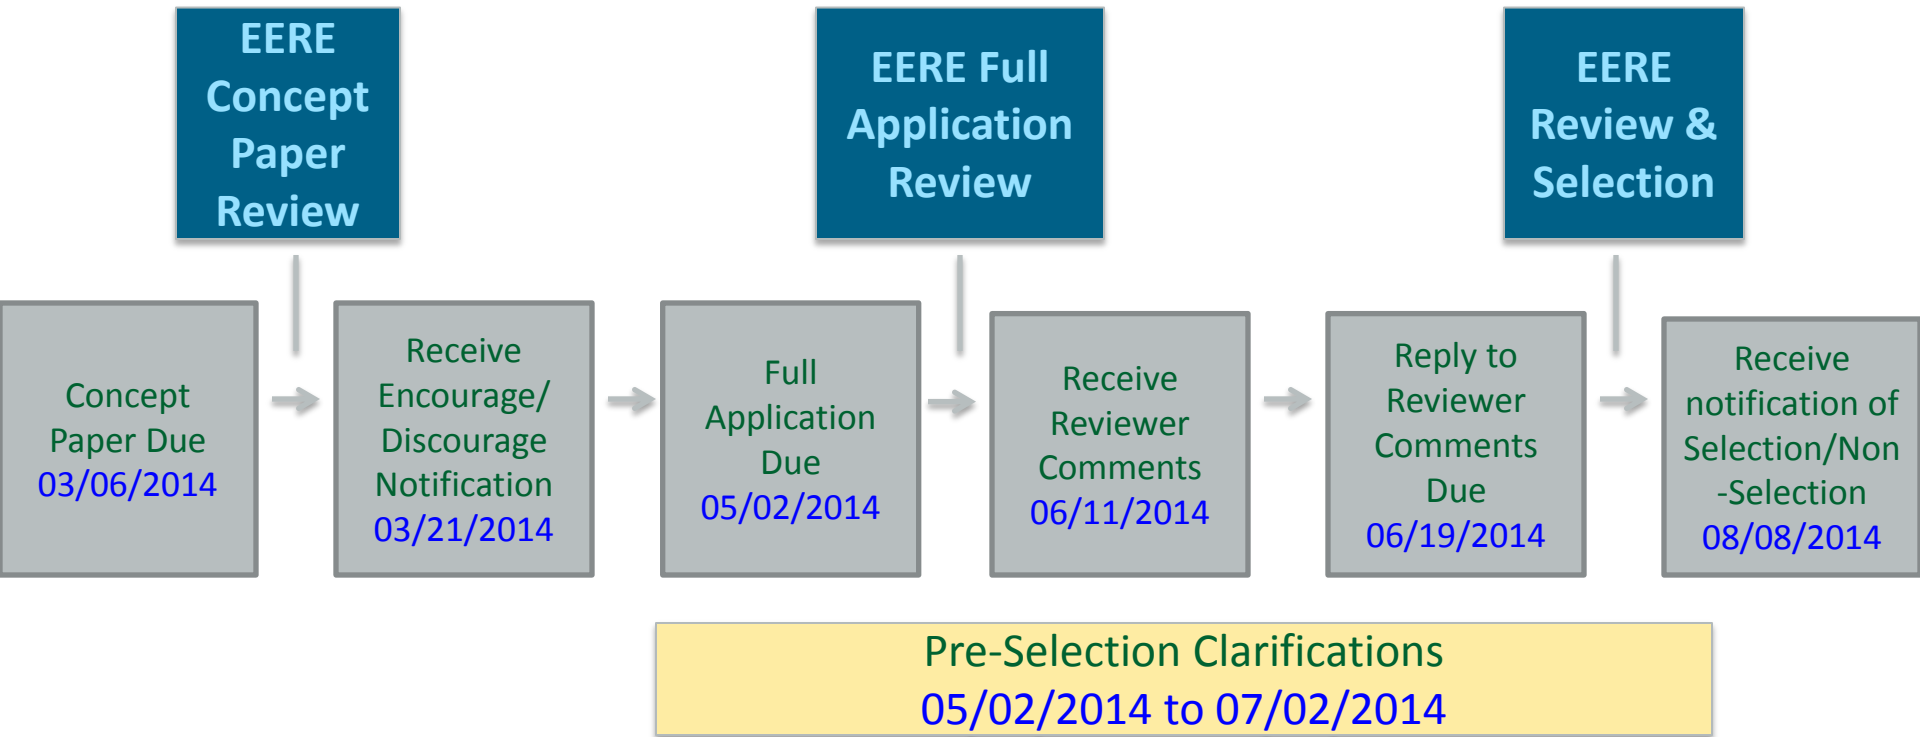 EERE
Concept
Paper
Review
EERE Full
Application
Review
EERE
Review &
Selection
Concept
Paper Due
03/06/2014
Receive
Encourage/
Discourage
Notification
03/21/2014
Full
Application
Due
05/02/2014
Receive
Reviewer
Comments
06/11/2014
Reply to
Reviewer
Comments
Due
06/19/2014
Receive
notification of
Selection/Non
-Selection
08/08/2014
Pre-Selection Clarifications
05/02/2014 to 07/02/2014